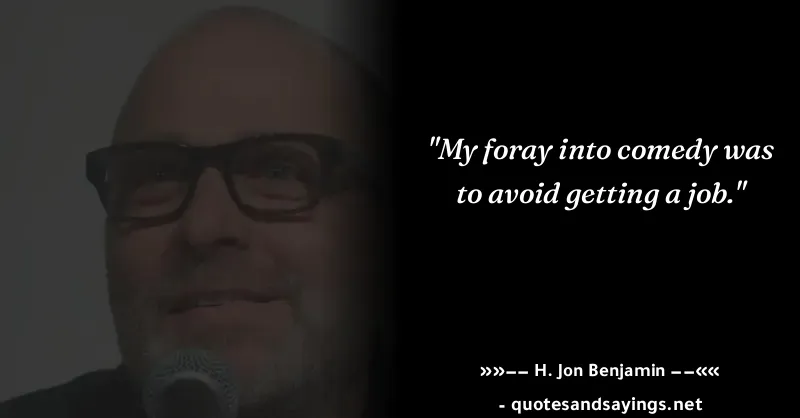 "My foray into comedy was
to avoid getting a job."
»»–– H. Jon Benjamin ––««
- quotesandsayings.net